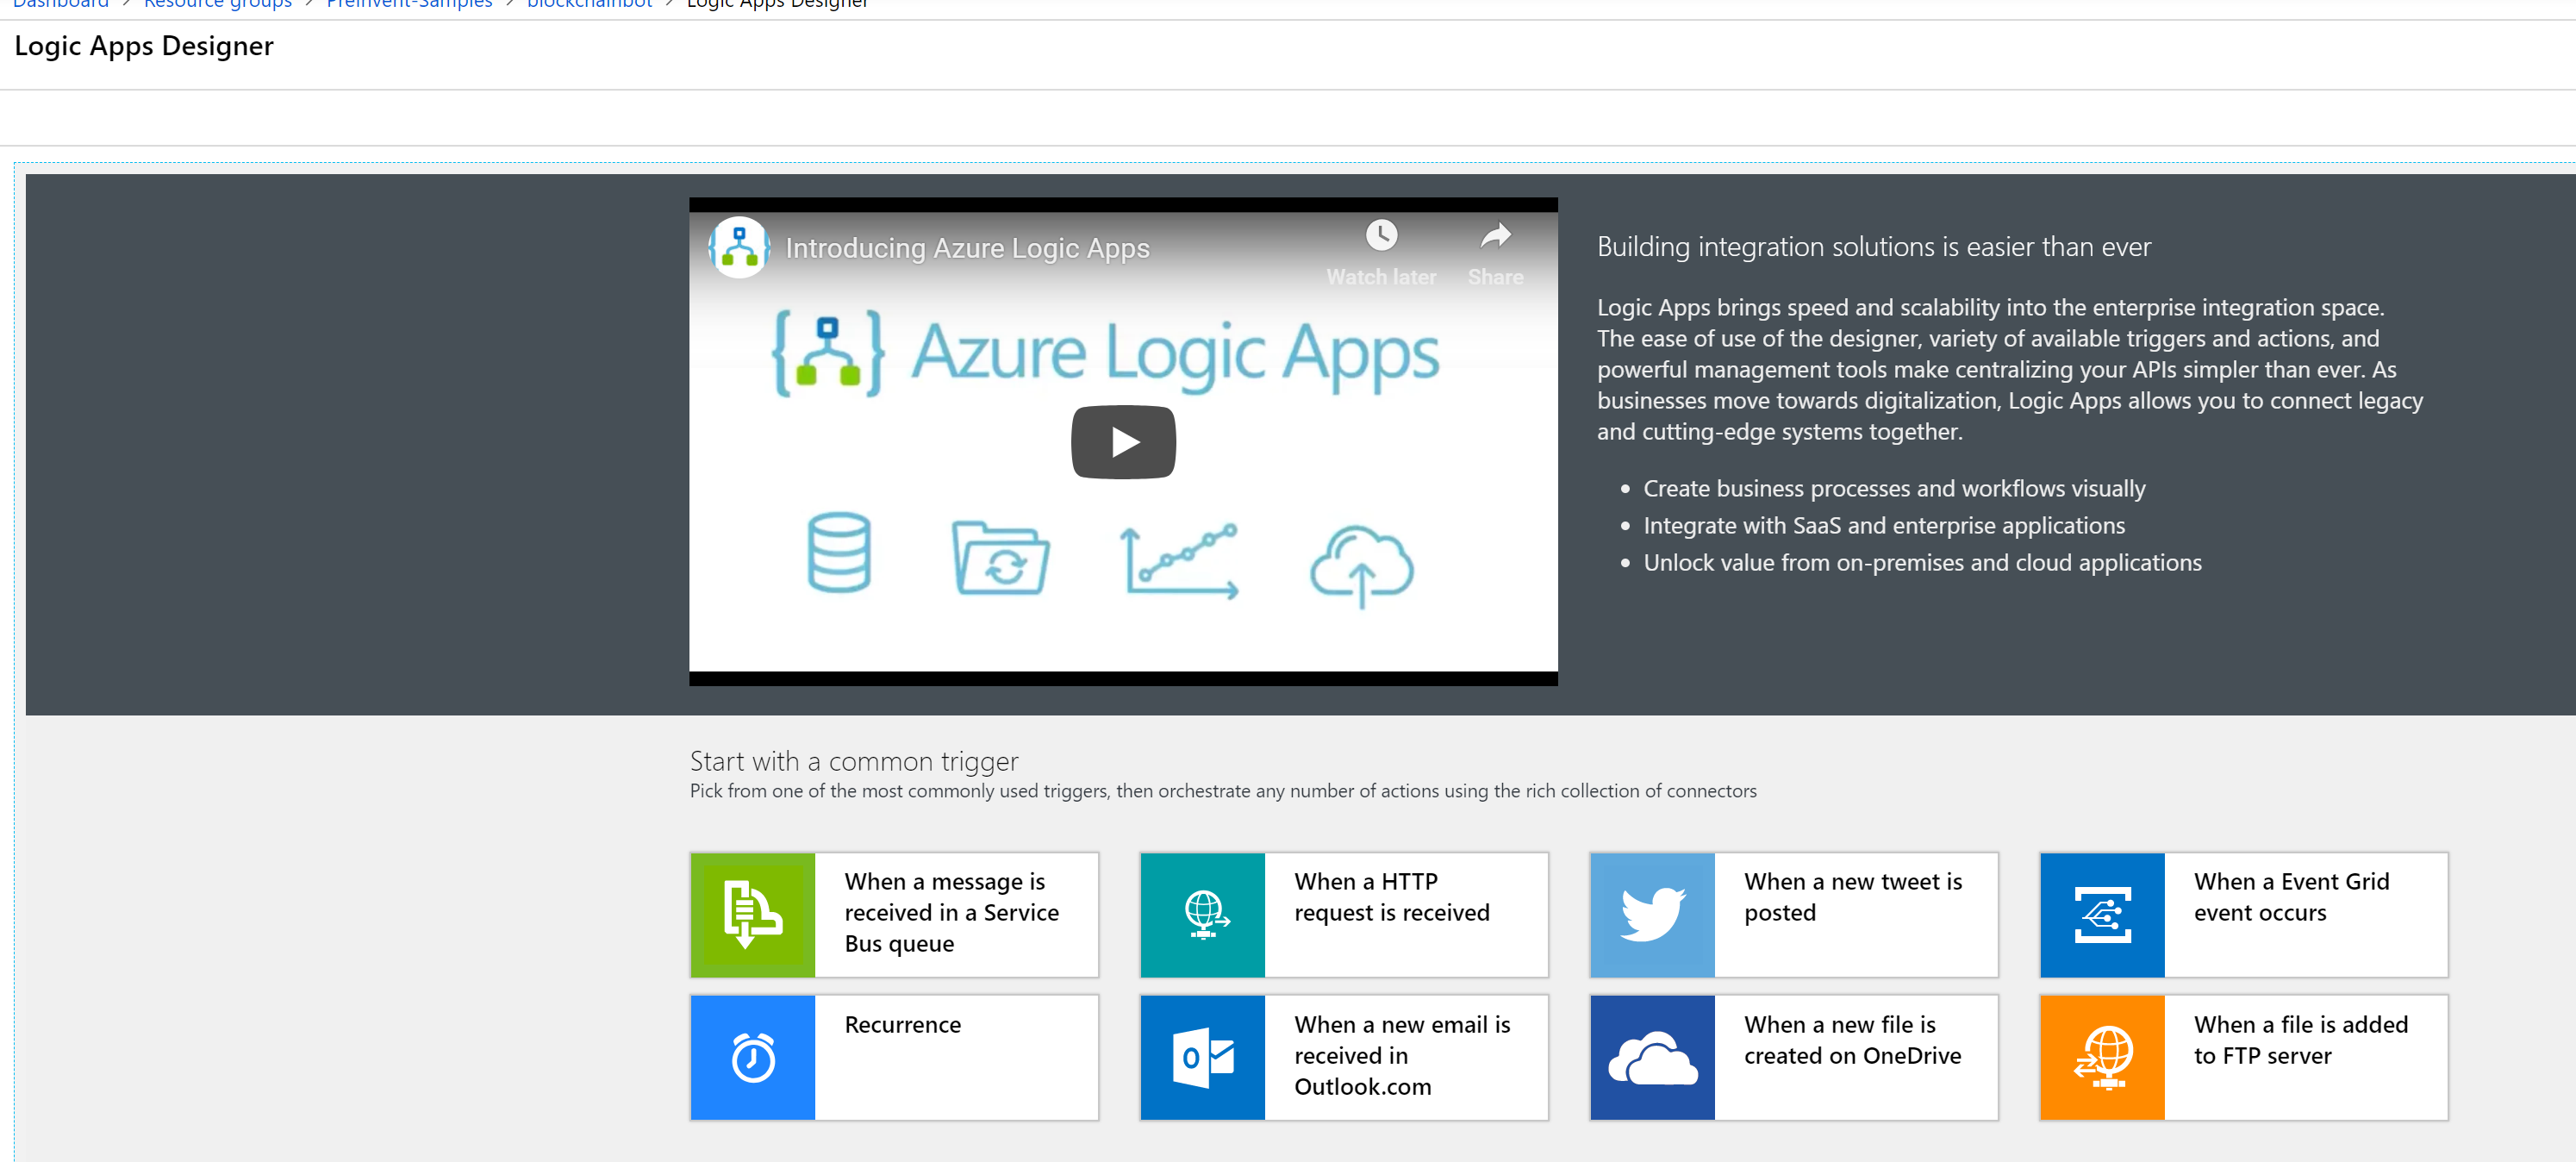 Dashboard > Resource groups > PreInvent-Samples > blockchainbot > Logic Apps Designer
Logic Apps Designer
Introducing Azure Logic Apps
Watch later
Share
Azure Logic Apps
Building integration solutions is easier than ever
Logic Apps brings speed and scalability into the enterprise integration space.
The ease of use of the designer, variety of available triggers and actions, and
powerful management tools make centralizing your APIs simpler than ever. As
businesses move towards digitalization, Logic Apps allows you to connect legacy
and cutting-edge systems together.
• Create business processes and workflows visually
• Integrate with SaaS and enterprise applications
• Unlock value from on-premises and cloud applications
Start with a common trigger
Pick from one of the most commonly used triggers, then orchestrate any number of actions using the rich collection of connectors
When a message is
received in a Service
Bus queue
When a HTTP
request is received
When a new tweet is
posted
When a Event Grid
event occurs
Recurrence
When a new email is
received in
Outlook.com
When a new file is
created on OneDrive
When a file is added
to FTP server